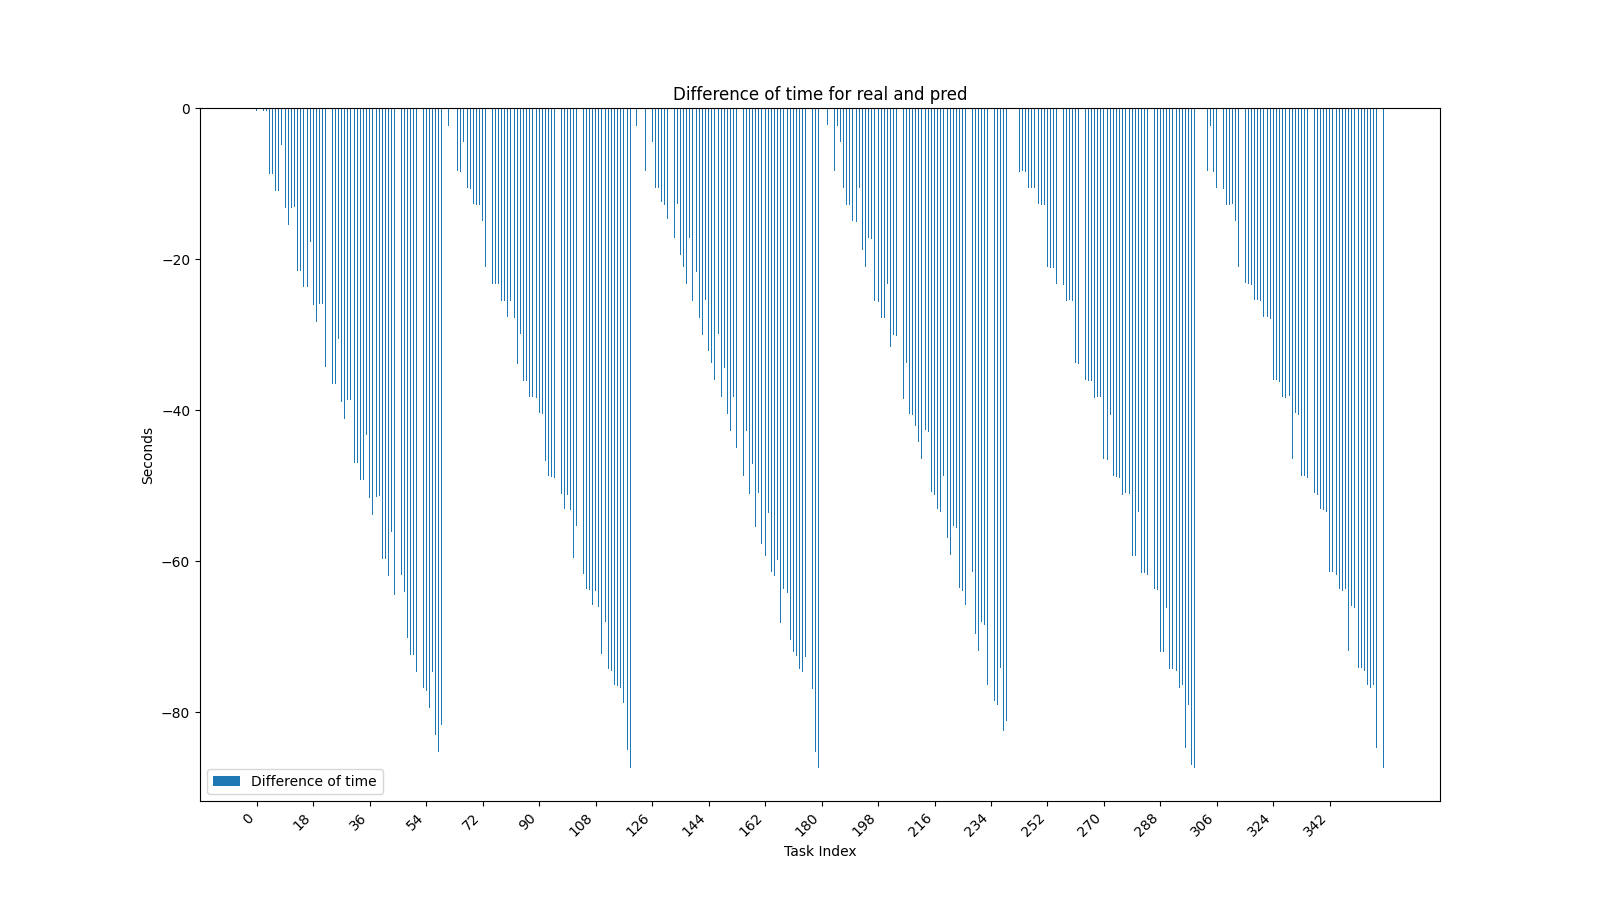 Difference of time for real and pred
0
−20
−40
−60
−80
Seconds
Difference of time
0 18 36 54 72 90 108 126 144 162 180 198 216 234 252 270 288 306 324 342
Task Index